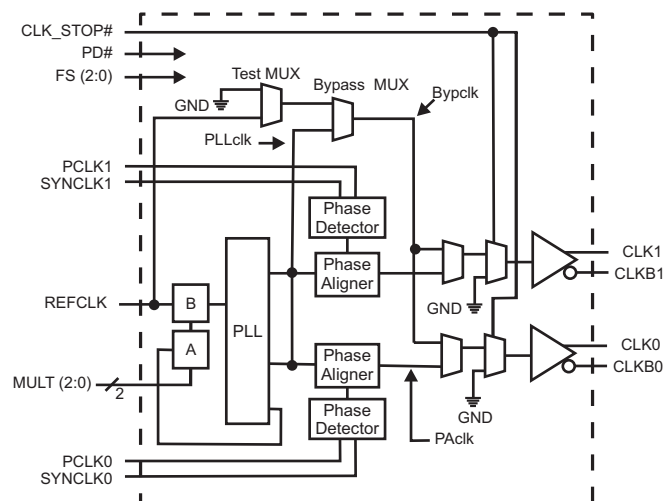 CLK_STOP#
PD#
FS (2:0)
Test MUX
Bypass MUX
Bypclk
GND
PLLclk
PCLK1
SYNCLK1
Phase
Detector
Phase
Aligner
CLK1
CLKB1
GND
REFCLK
B
PLL
A
MULT (2:0)
2
Phase
Aligner
CLK0
CLKB0
GND
Phase
Detector
PAclk
PCLK0
SYNCLK0